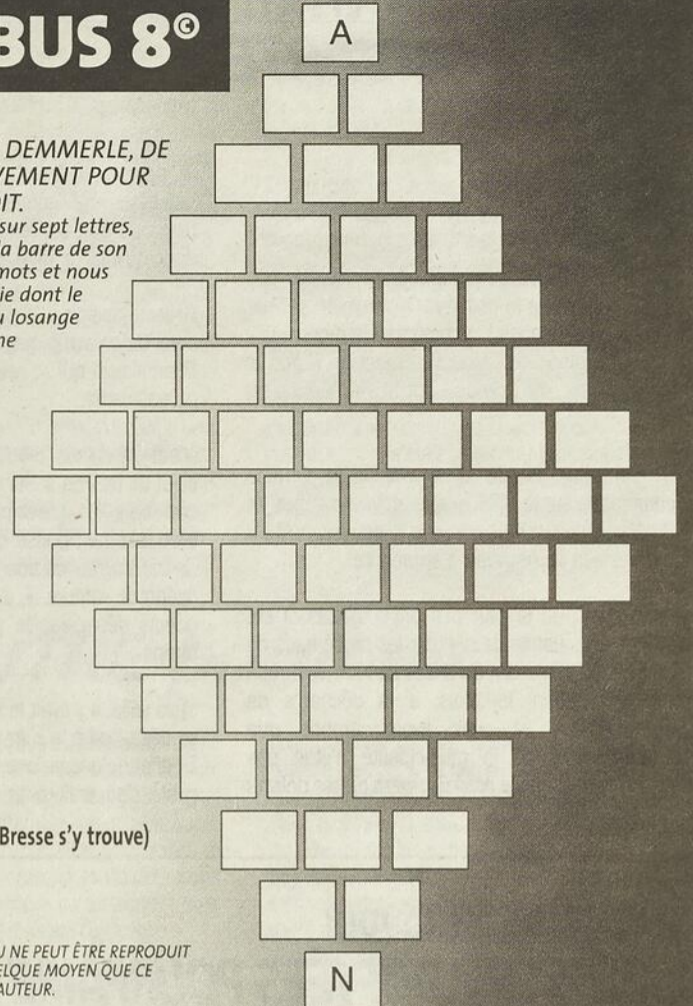 BUS 8©
A
DEMMERLE, DE
VEMENT POUR
IT.
sur sept lettres,
la barre de son
mots et nous
ie dont le
u losange
ne
Bresse s'y trouve)
U NE PEUT ÊTRE REPRODUIT
ELQUE MOYEN QUE CE
AUTEUR.
N